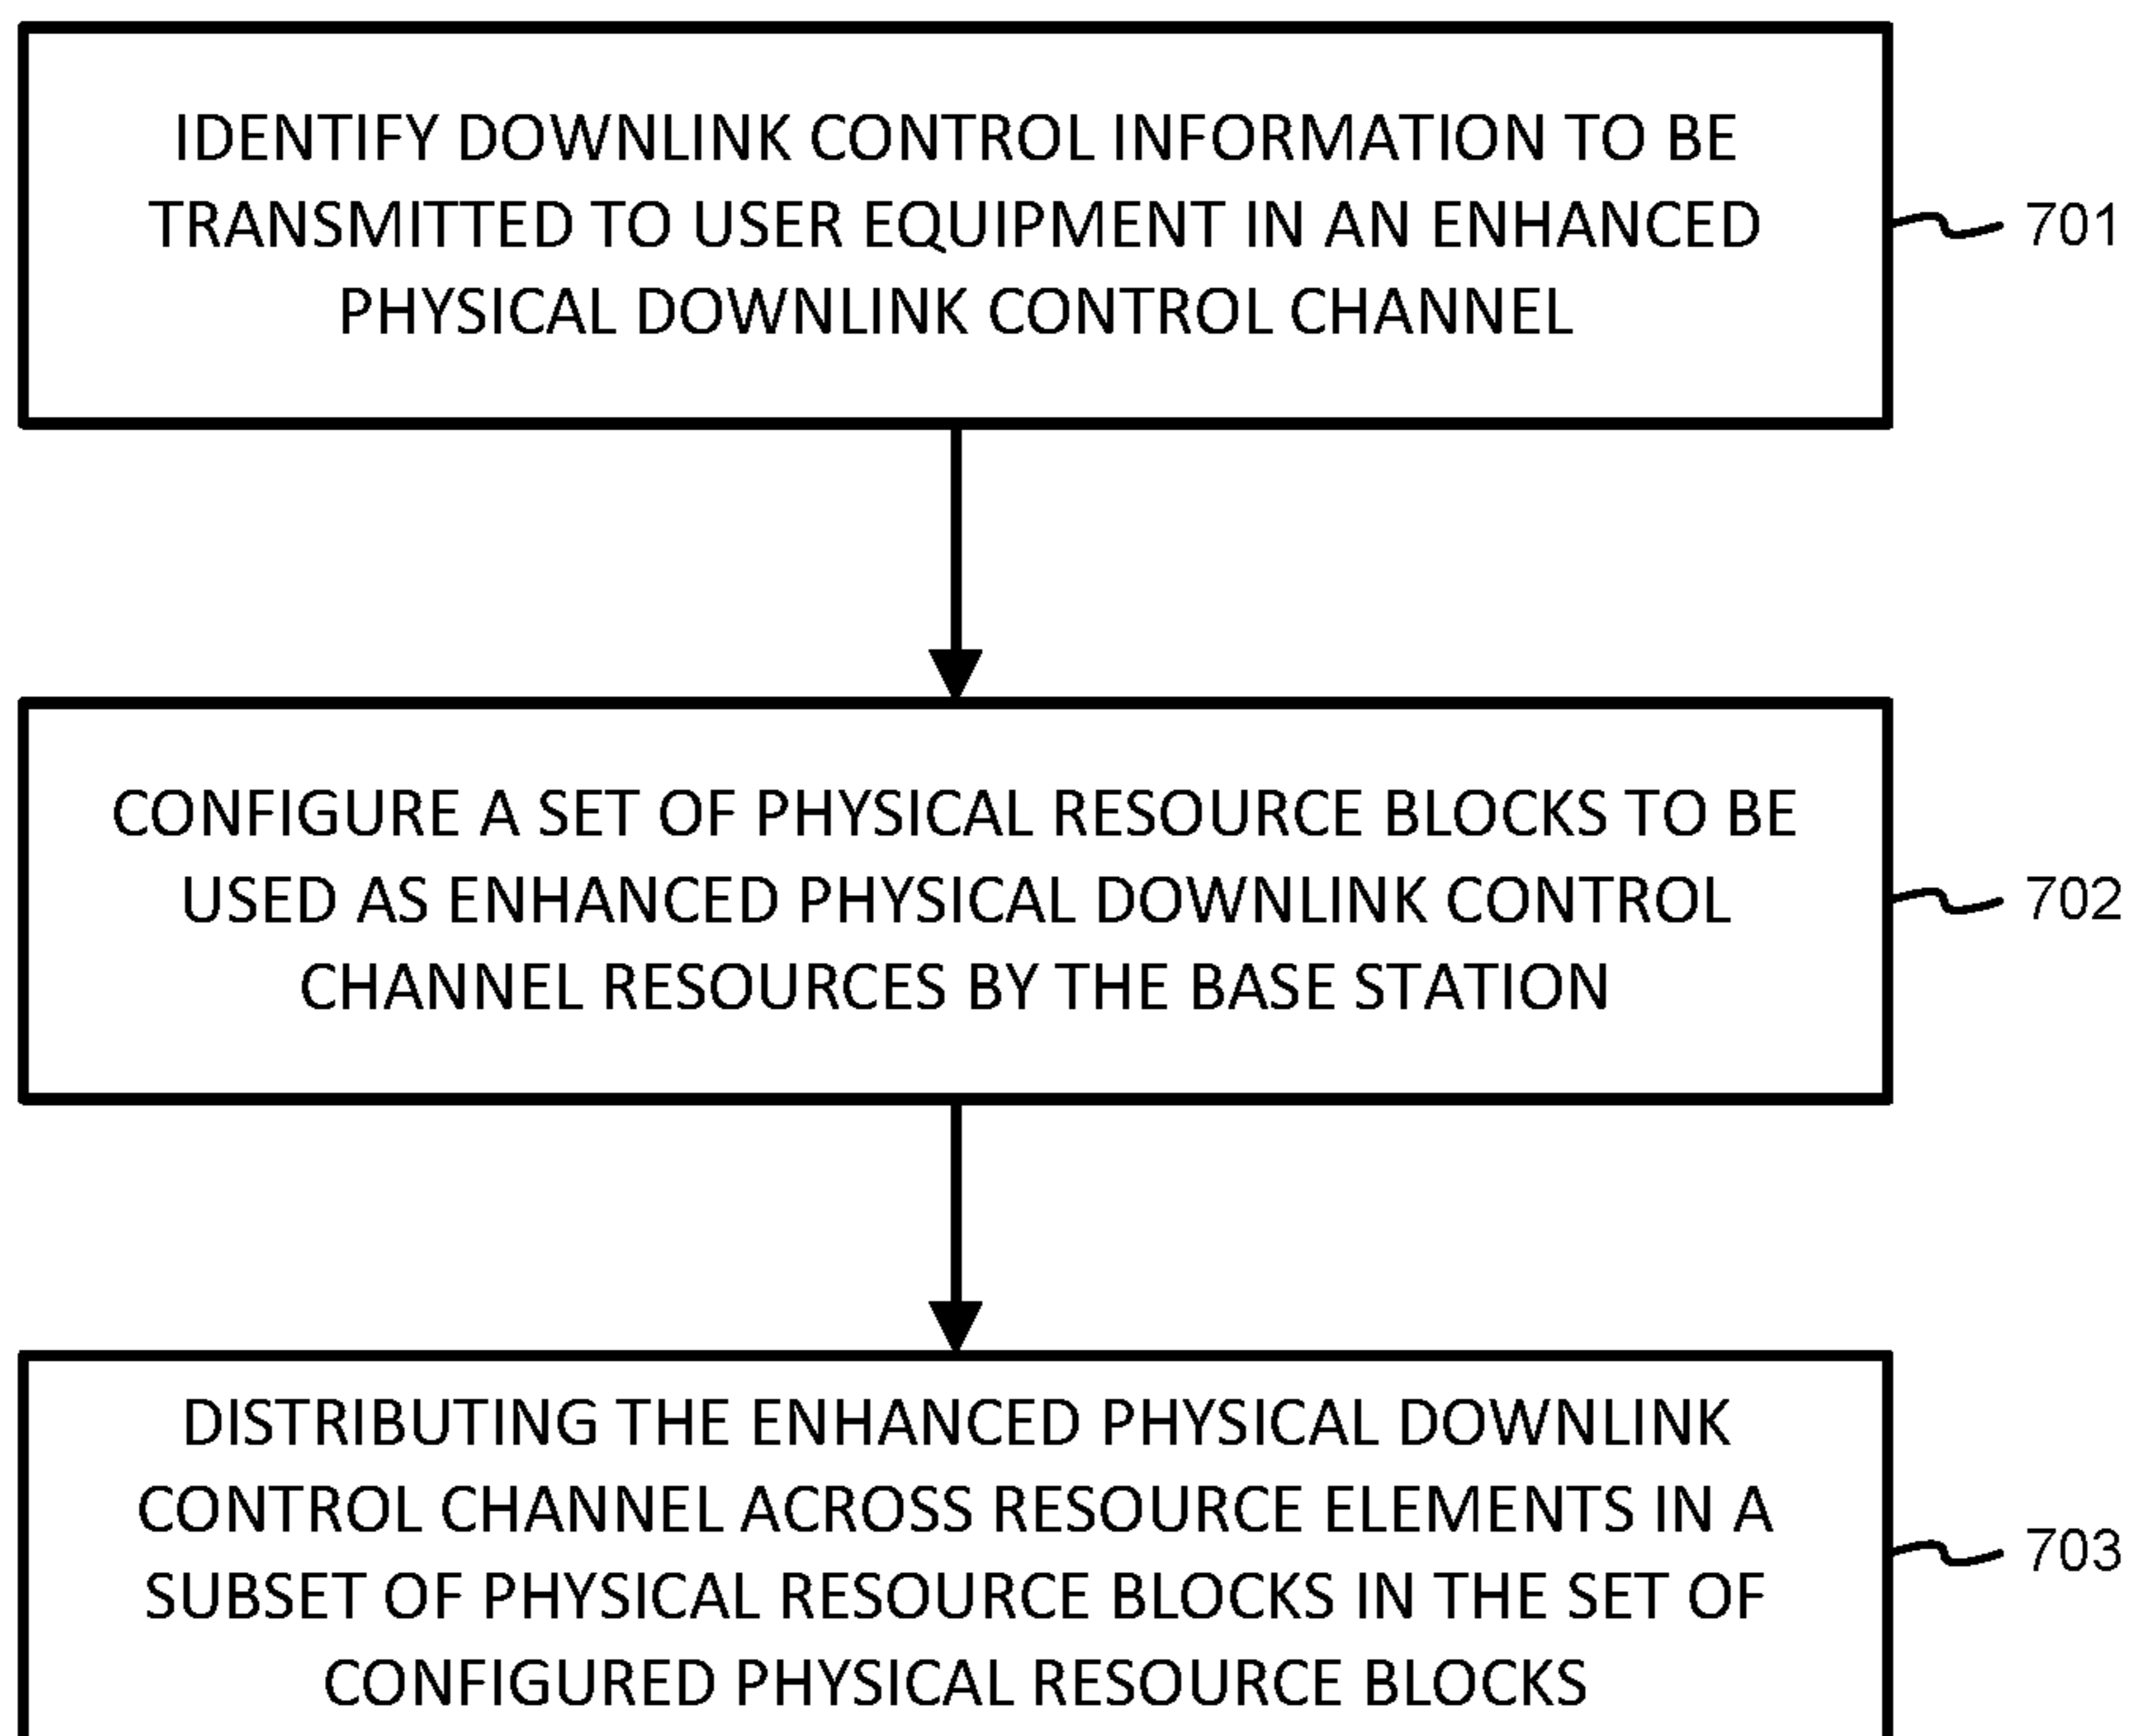 IDENTIFY DOWNLINK CONTROL INFORMATION TO BE
TRANSMITTED TO USER EQUIPMENT IN AN ENHANCED
PHYSICAL DOWNLINK CONTROL CHANNEL
701
CONFIGURE A SET OF PHYSICAL RESOURCE BLOCKS TO BE
USED AS ENHANCED PHYSICAL DOWNLINK CONTROL
CHANNEL RESOURCES BY THE BASE STATION
702
DISTRIBUTING THE ENHANCED PHYSICAL DOWNLINK
CONTROL CHANNEL ACROSS RESOURCE ELEMENTS IN A
SUBSET OF PHYSICAL RESOURCE BLOCKS IN THE SET OF
CONFIGURED PHYSICAL RESOURCE BLOCKS
703